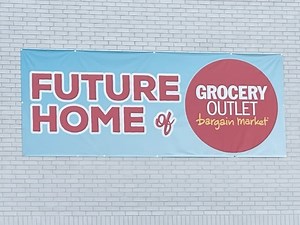 FUTURE
HOME of
GROCERY
OUTLET
bargain market